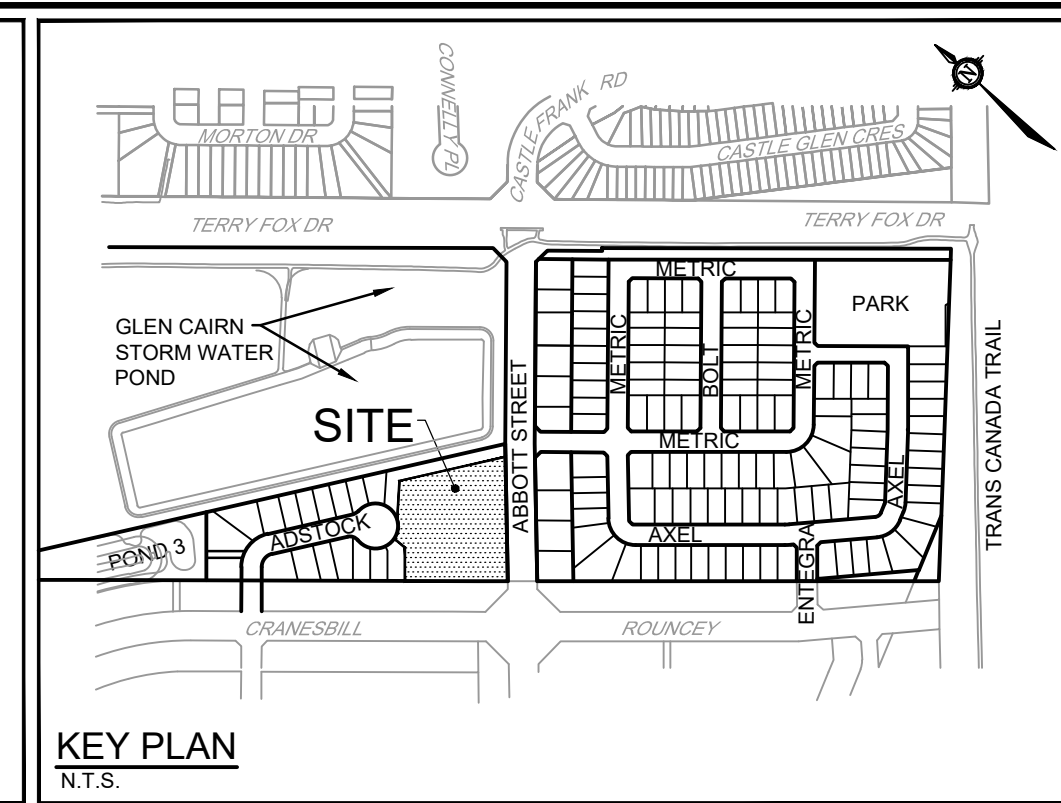 CONNELLY PL
CASTLE FRANK RD
N
MORTON DR
CASTLE GLEN CRES
TERRY FOX DR
TERRY FOX DR
METRIC
PARK
GLEN CAIRN
STORM WATER
POND
METRIC
BOLT
METRIC
TRANS CANADA TRAIL
ABBOTT STREET
SITE
METRIC
AXEL
ADSTOCK
AXEL
POND 3
ENTEGRA
CRANESBILL
ROUNCEY
KEY PLAN
N.T.S.